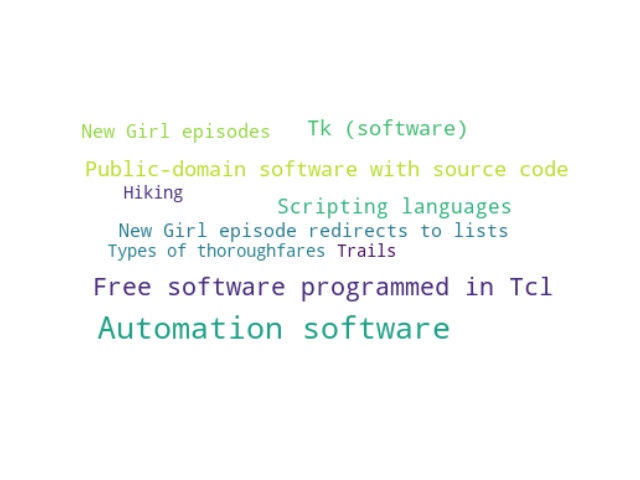 New Girl episodes
Tk (software)
Public-domain software with source code
Hiking
Scripting languages
New Girl episode redirects to lists
Types of thoroughfares
Trails
Free software programmed in Tcl
Automation software